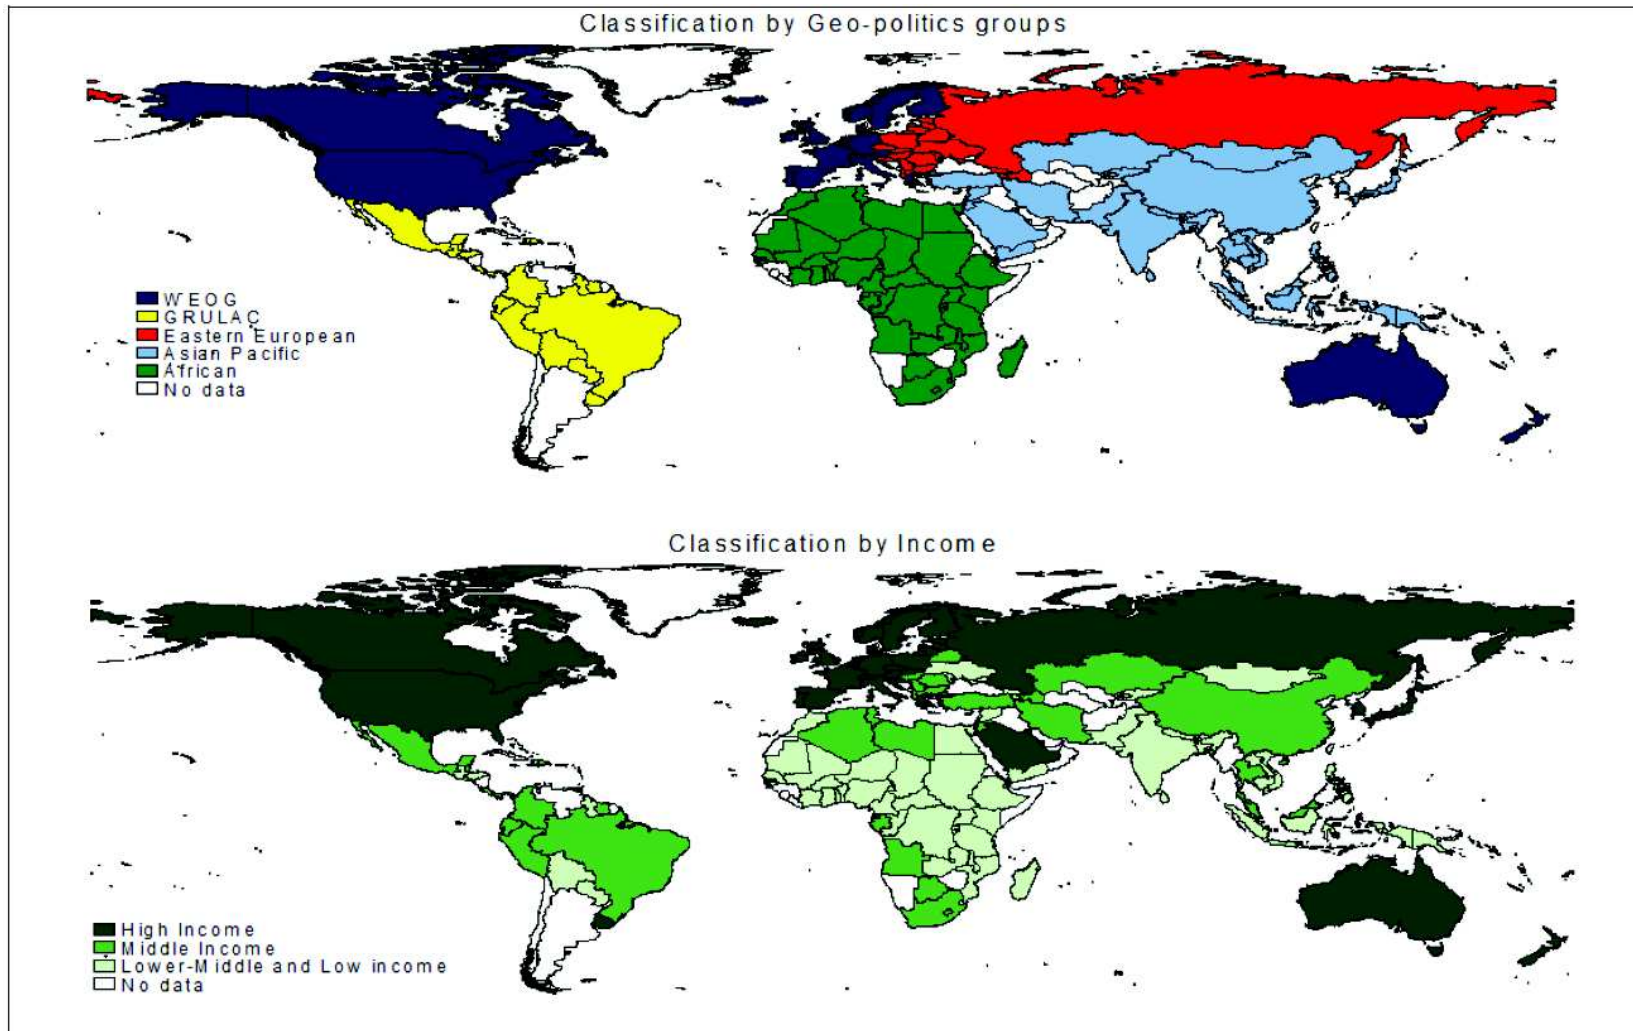 Classification by Geo-politics groups
WEOG
GRULAC
Eastern European
Asian Pacific
African
No data
Classification by Income
High Income
Middle Income
Lower-Middle and Low income
No data